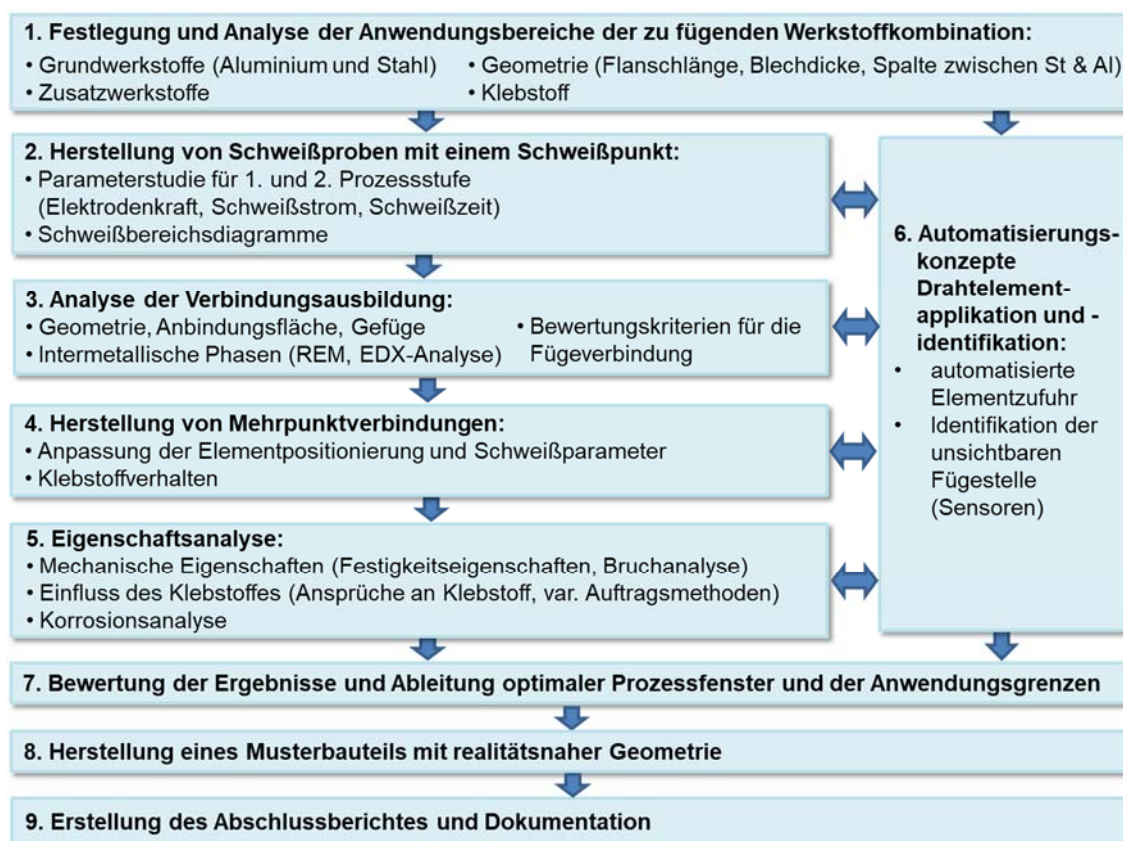 1. Festlegung und Analyse der Anwendungsbereiche der zu fügenden Werkstoffkombination:
• Grundwerkstoffe (Aluminium und Stahl)
• Zusatzwerkstoffe
• Geometrie (Flanschlänge, Blechdicke, Spalte zwischen St & Al)
• Klebstoff
2. Herstellung von Schweißproben mit einem Schweißpunkt:
• Parameterstudie für 1. und 2. Prozessstufe
(Elektrodenkraft, Schweißstrom, Schweißzeit)
• Schweißbereichsdiagramme
3. Analyse der Verbindungsausbildung:
• Geometrie, Anbindungsfläche, Gefüge
• Intermetallische Phasen (REM, EDX-Analyse)
• Bewertungskriterien für die
Fügeverbindung
4. Herstellung von Mehrpunktverbindungen:
• Anpassung der Elementpositionierung und Schweißparameter
• Klebstoffverhalten
5. Eigenschaftsanalyse:
• Mechanische Eigenschaften (Festigkeitseigenschaften, Bruchanalyse)
• Einfluss des Klebstoffes (Ansprüche an Klebstoff, var. Auftragsmethoden)
• Korrosionsanalyse
6. Automatisierungs-
konzepte
Drahtelement-
applikation und -
identifikation:
• automatisierte
Elementzufuhr
• Identifikation der
unsichtbaren
Fügestelle
(Sensoren)
7. Bewertung der Ergebnisse und Ableitung optimaler Prozessfenster und der Anwendungsgrenzen
8. Herstellung eines Musterbauteils mit realitätsnaher Geometrie
9. Erstellung des Abschlussberichtes und Dokumentation